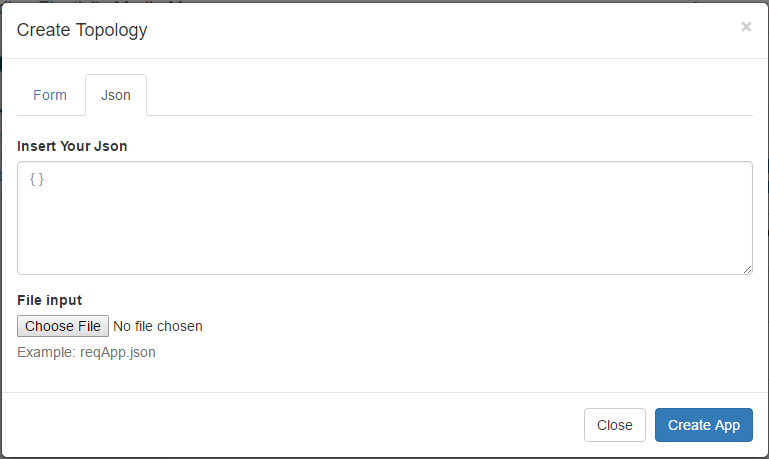 Create Topology
×
Form
Json
Insert Your Json
{ }
File input
Choose File No file chosen
Example: reqApp.json
Close
Create App